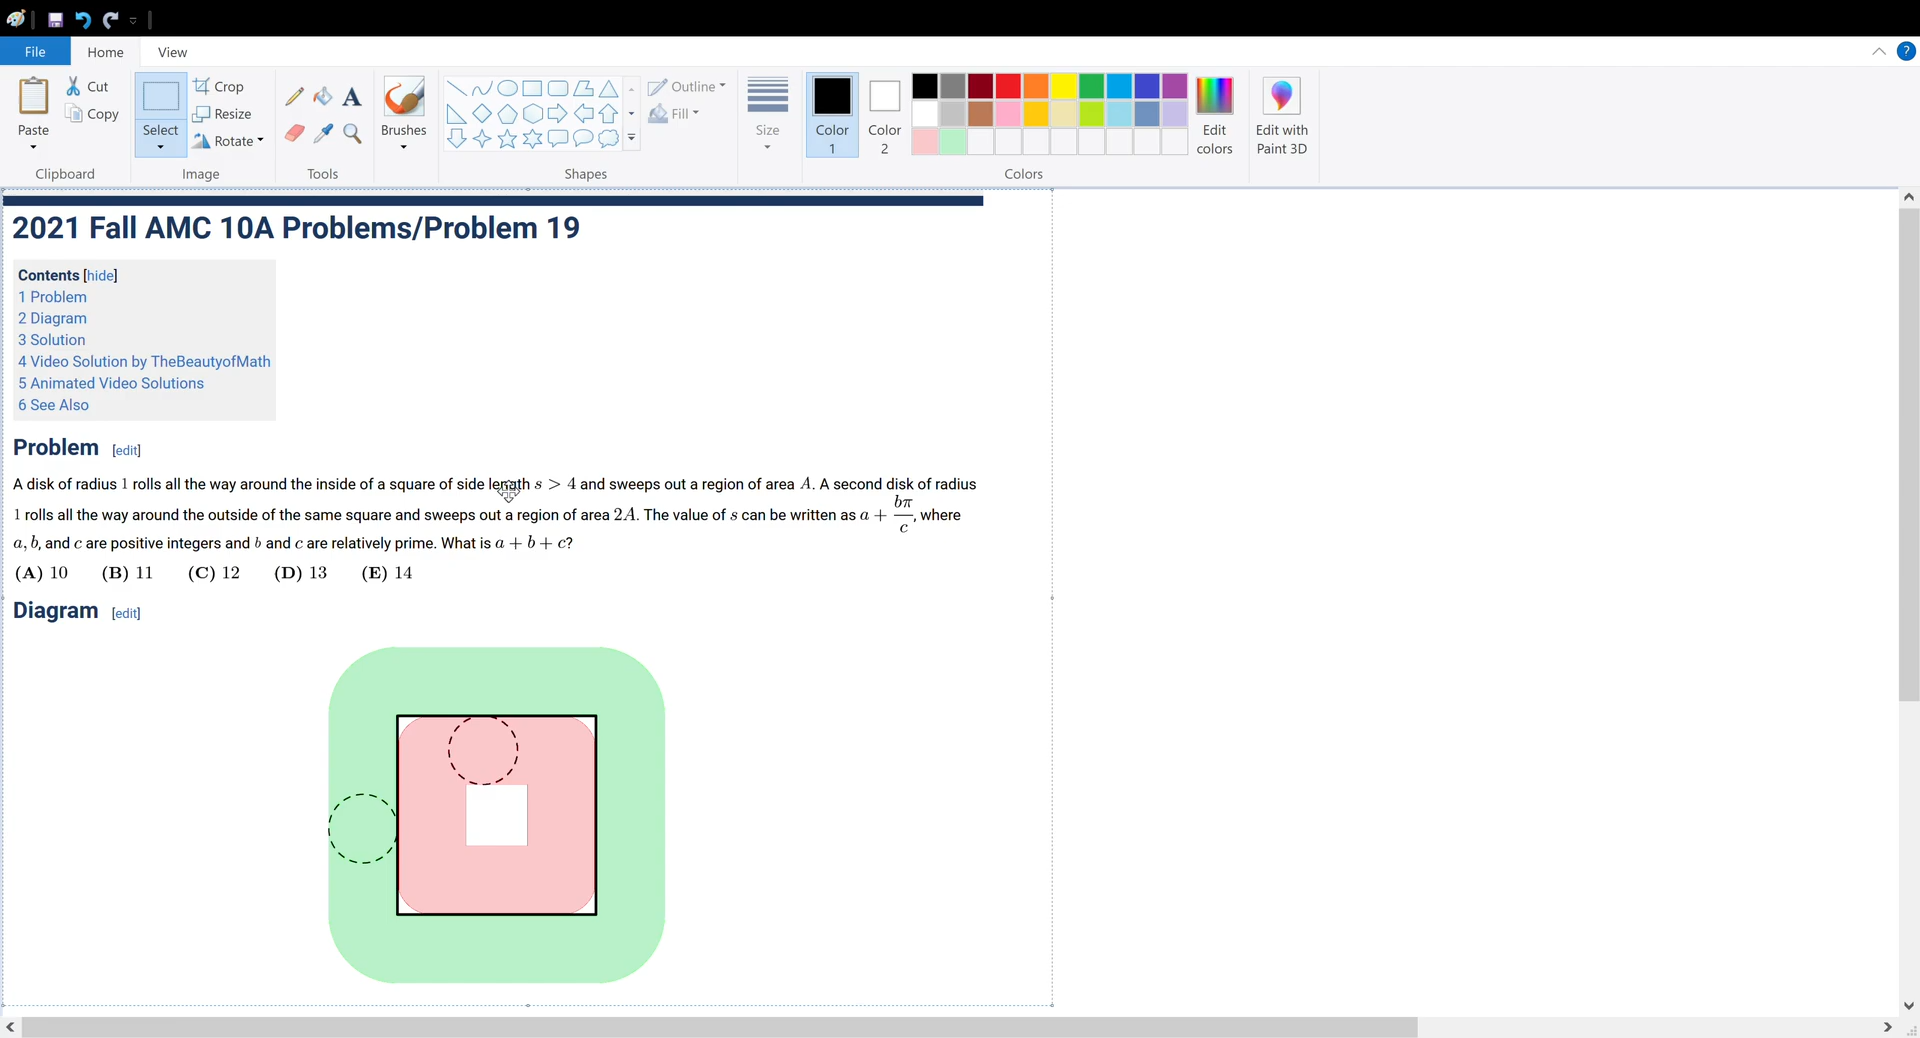 File
Home
View
?
Paste
Cut
Copy
Clipboard
Select
Crop
Resize
Rotate
Image
A
Tools
Brushes
Outline
Fill
Shapes
Size
Color
1
Color
2
Edit
colors
Edit with
Paint 3D
Colors
2021 Fall AMC 10A Problems/Problem 19
Contents [hide]
1 Problem
2 Diagram
3 Solution
4 Video Solution by TheBeautyofMath
5 Animated Video Solutions
6 See Also
Problem [edit]
A disk of radius 1 rolls all the way around the inside of a square of side length s > 4 and sweeps out a region of area A. A second disk of radius
1 rolls all the way around the outside of the same square and sweeps out a region of area 2A. The value of s can be written as a + bπ/c, where
a, b, and c are positive integers and b and c are relatively prime. What is a + b + c?
(A) 10 (B) 11 (C) 12 (D) 13 (E) 14
Diagram [edit]